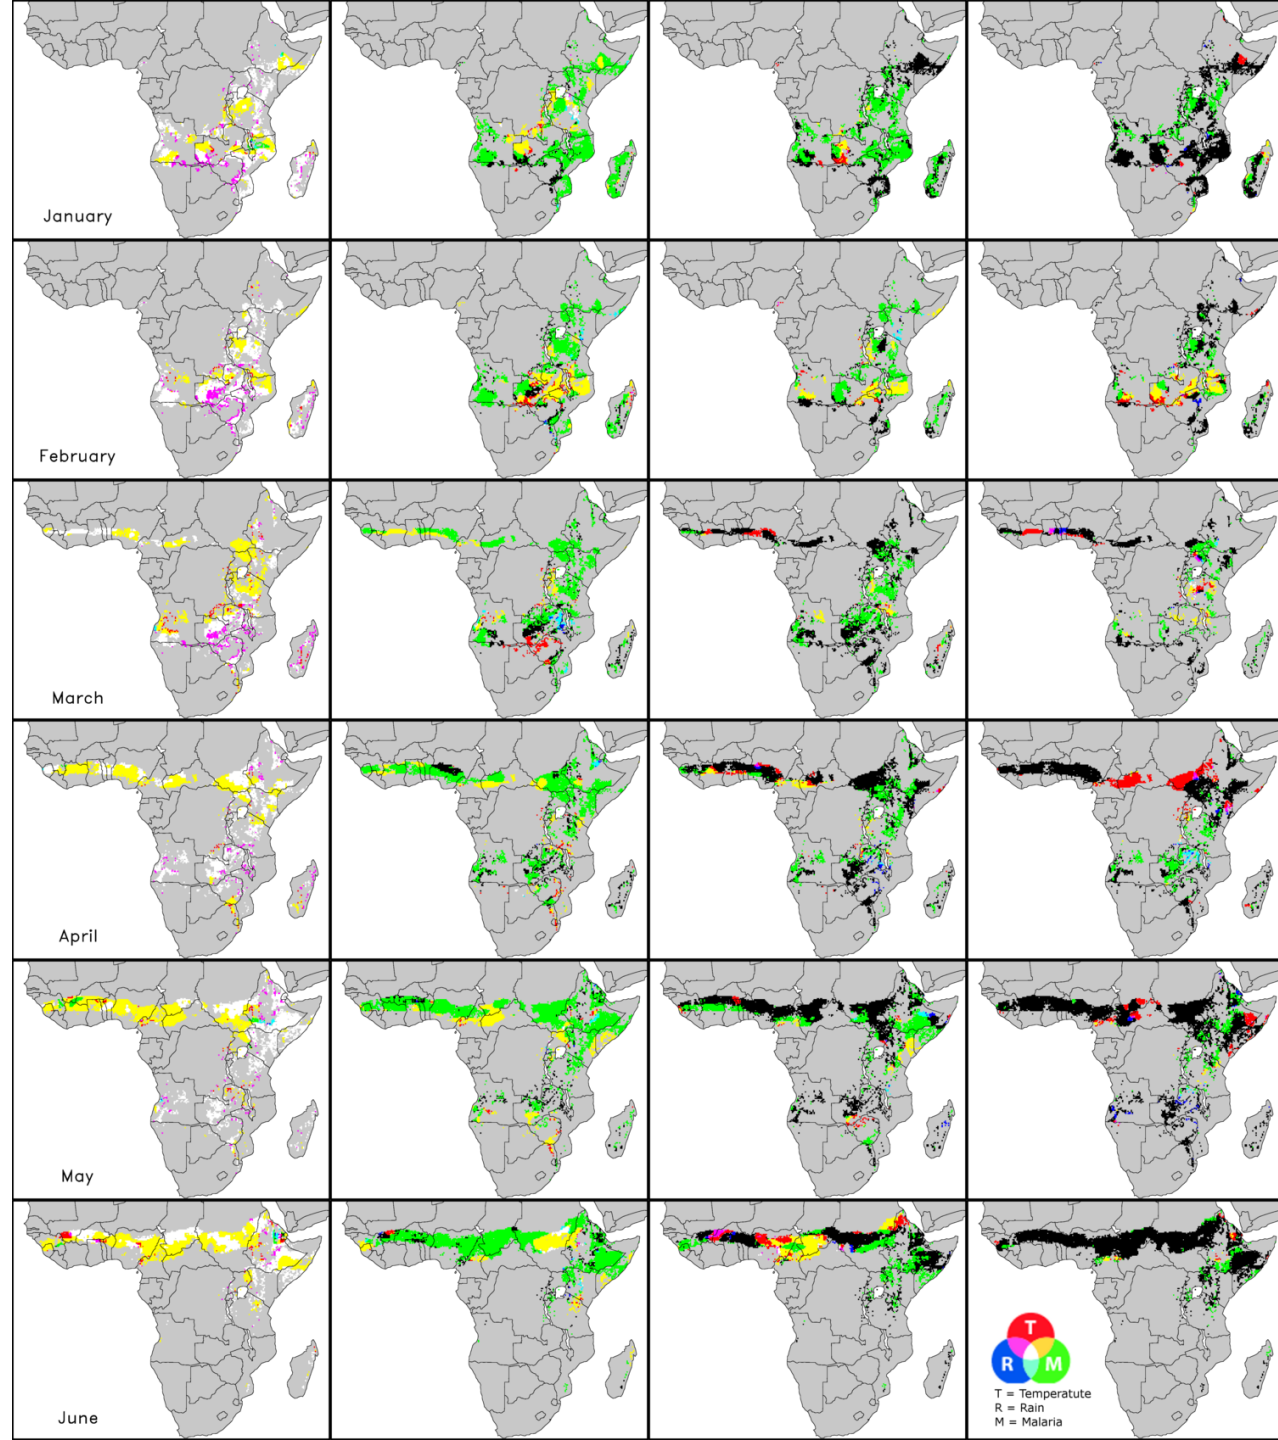 January
February
March
April
May
June
T
R
M
T = Temperatute
R = Rain
M = Malaria